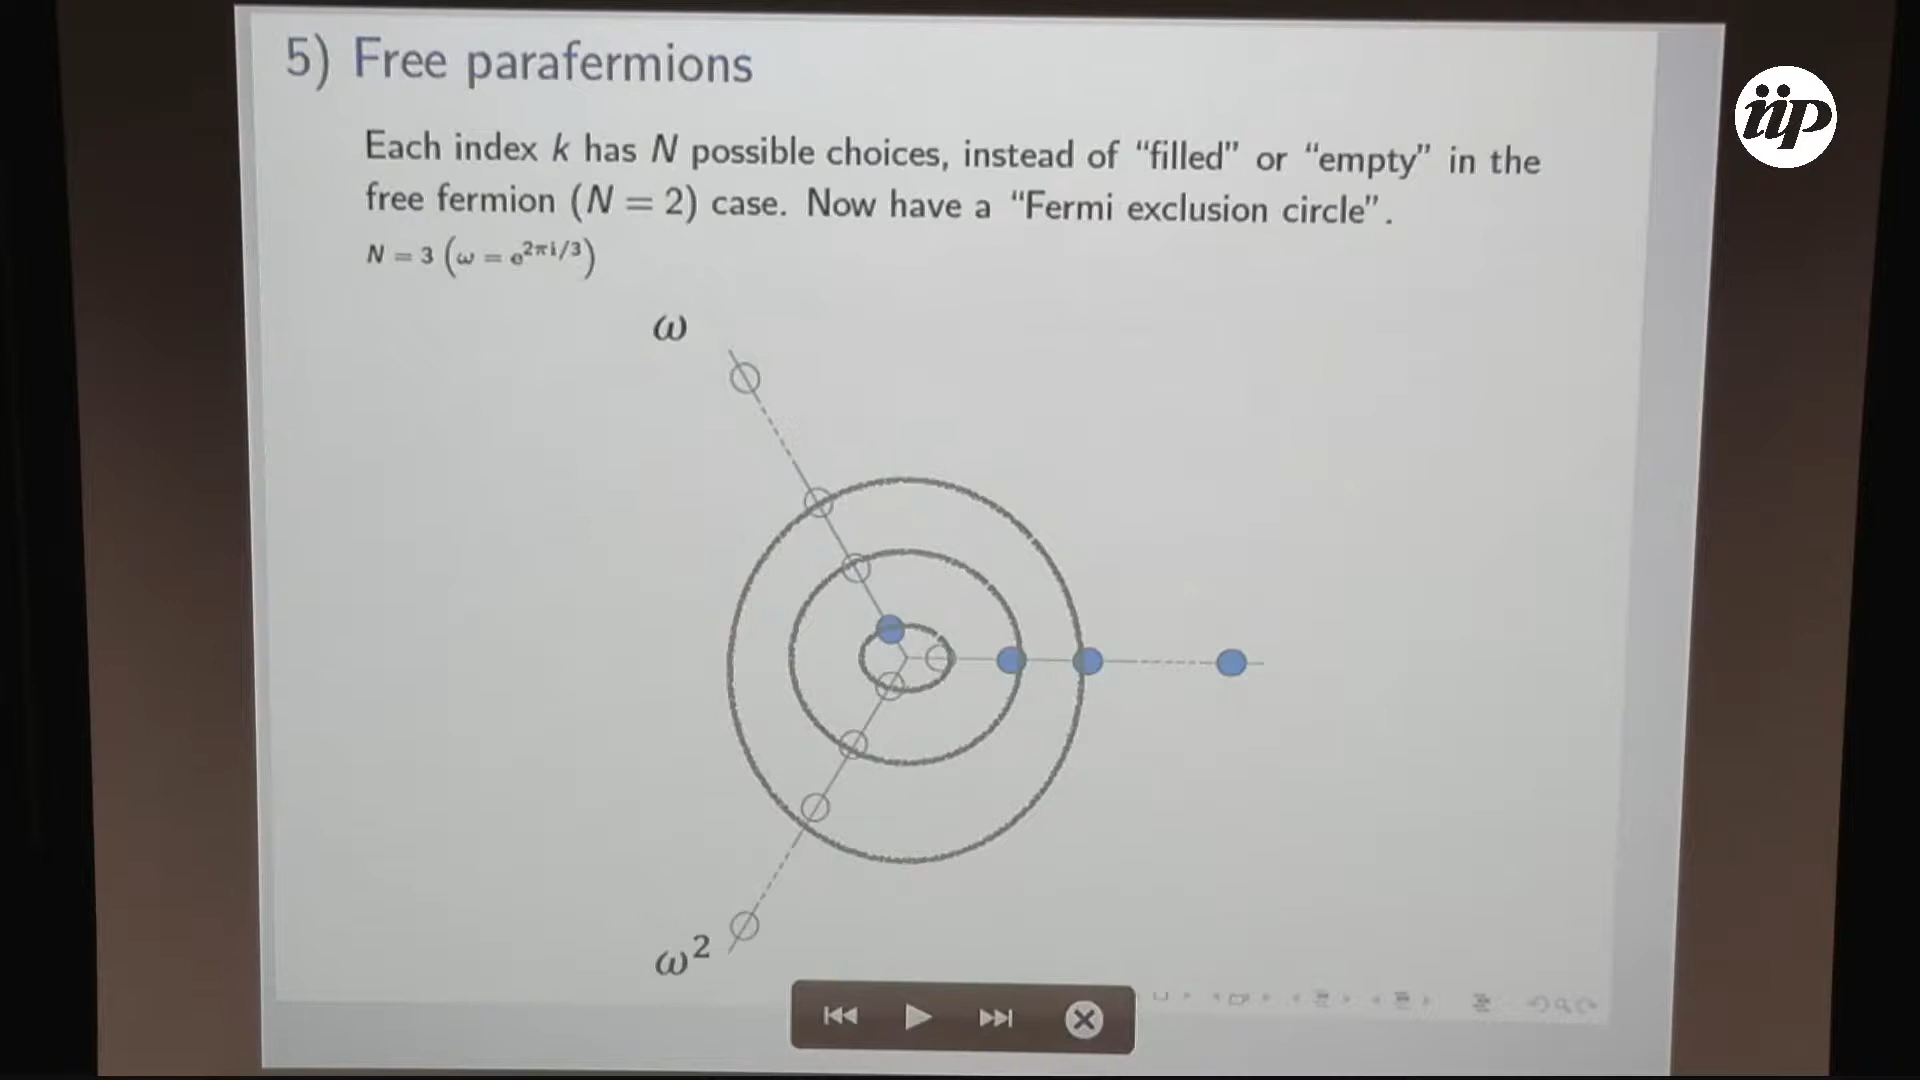 5) Free parafermions
iip
Each index k has N possible choices, instead of “filled” or “empty” in the
free fermion (N = 2) case. Now have a “Fermi exclusion circle”.
N = 3 (ω = e^{2πi/3})
ω
ω²